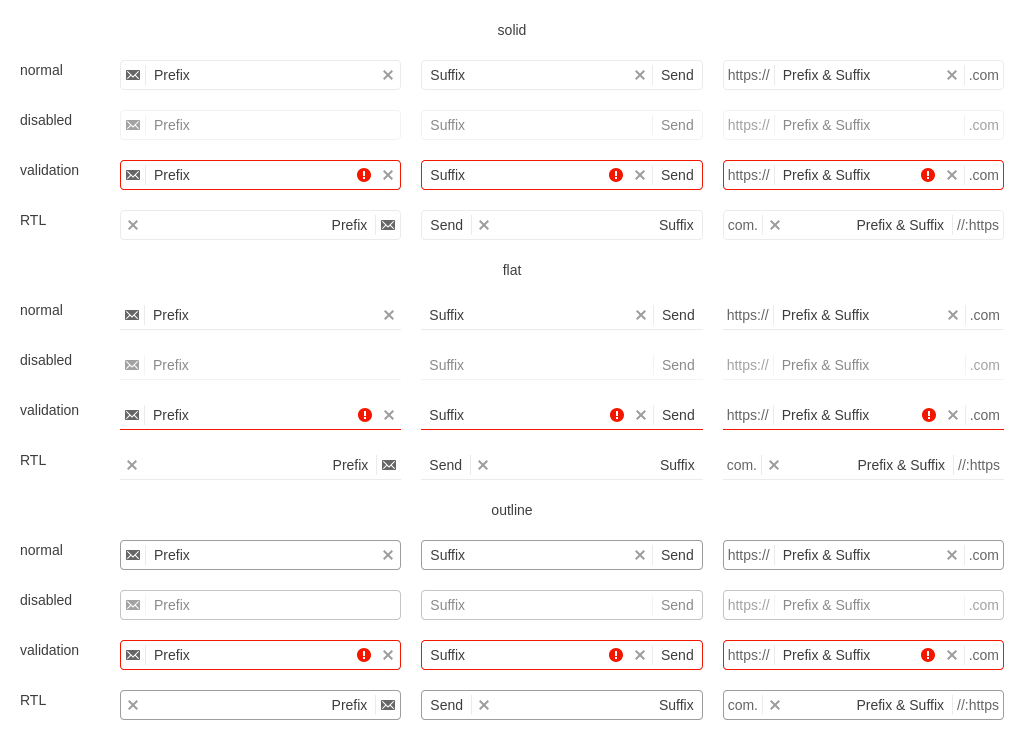 solid
normal Prefix Suffix Send https:// Prefix & Suffix .com
disabled Prefix Suffix Send https:// Prefix & Suffix .com
validation Prefix Suffix Send https:// Prefix & Suffix .com
RTL Prefix Send Suffix com. Prefix & Suffix //:https
flat
normal Prefix Suffix Send https:// Prefix & Suffix .com
disabled Prefix Suffix Send https:// Prefix & Suffix .com
validation Prefix Suffix Send https:// Prefix & Suffix .com
RTL Prefix Send Suffix com. Prefix & Suffix //:https
outline
normal Prefix Suffix Send https:// Prefix & Suffix .com
disabled Prefix Suffix Send https:// Prefix & Suffix .com
validation Prefix Suffix Send https:// Prefix & Suffix .com
RTL Prefix Send Suffix com. Prefix & Suffix //:https